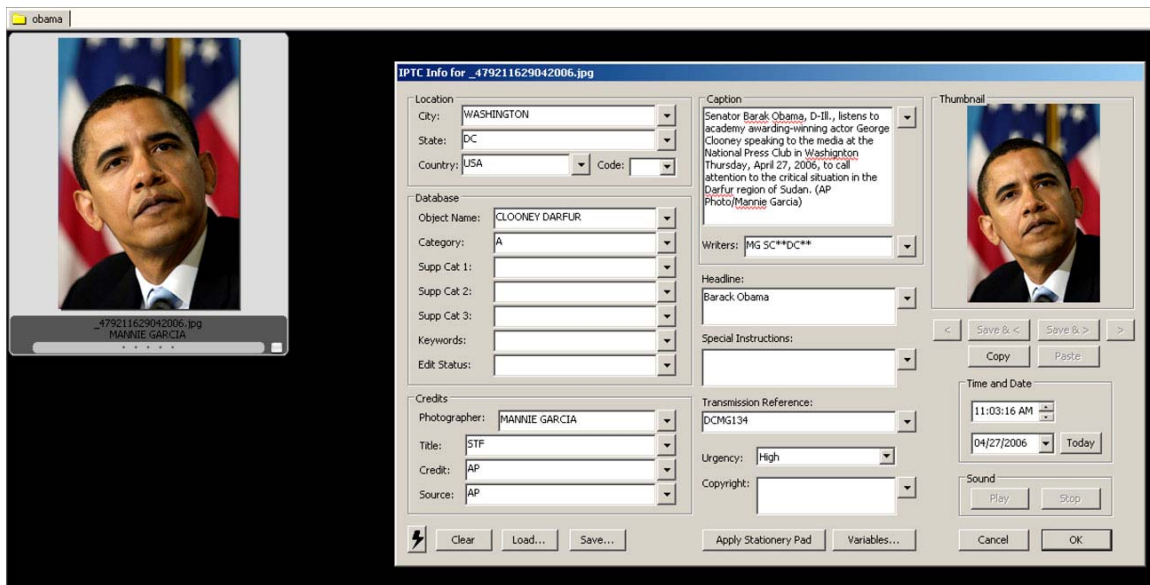 obama
_479211629042006.jpg
MANNIE GARCIA
IPTC Info for _479211629042006.jpg
Location
City: WASHINGTON
State: DC
Country: USA Code:
Database
Object Name: CLOONEY DARFUR
Category: A
Supp Cat 1:
Supp Cat 2:
Supp Cat 3:
Keywords:
Edit Status:
Credits
Photographer: MANNIE GARCIA
Title: STF
Credit: AP
Source: AP
Clear Load... Save...
Caption
Senator Barak Obama, D-Ill., listens to
academy awarding-winning actor George
Clooney speaking to the media at the
National Press Club in Washignton
Thursday, April 27, 2006, to call
attention to the critical situation in the
Darfur region of Sudan. (AP
Photo/Mannie Garcia)
Writers: MG SC**DC**
Headline:
Barack Obama
Special Instructions:
Transmission Reference:
DCMG134
Urgency: High
Copyright:
Apply Stationery Pad Variables...
Thumbnail
< Save & < Save & > >
Copy Paste
Time and Date
11:03:16 AM
04/27/2006 Today
Sound
Play Stop
Cancel OK